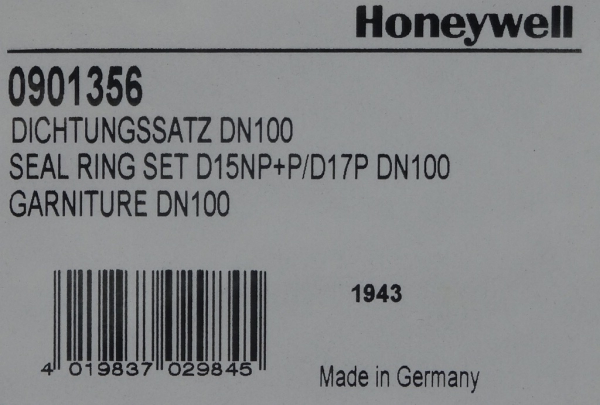 Honeywell
0901356
DICHTUNGSSATZ DN100
SEAL RING SET D15NP+P/D17P DN100
GARNITURE DN100
1943
4 019837 029845
Made in Germany